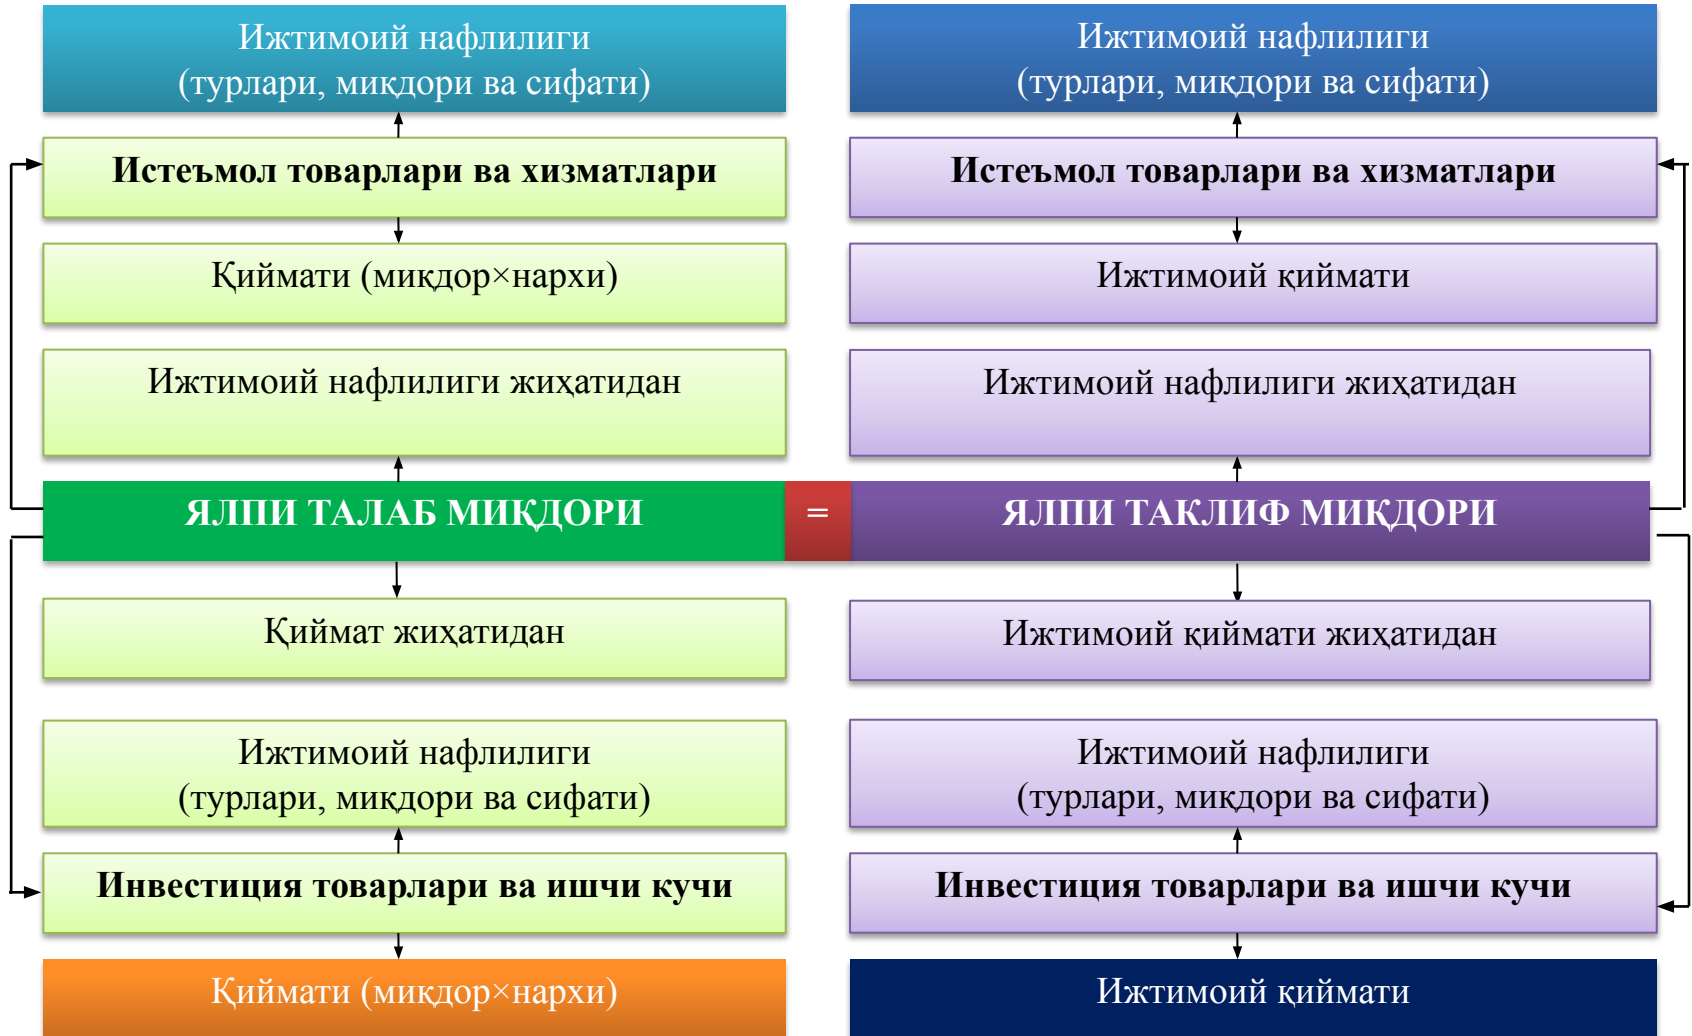 Ижтимоий нафлилиги
(турлари, миқдори ва сифати)
Ижтимоий нафлилиги
(турлари, миқдори ва сифати)
Истеъмол товарлари ва хизматлари
Истеъмол товарлари ва хизматлари
Қиймати (миқдор×нархи)
Ижтимоий қиймати
Ижтимоий нафлилиги жиҳатидан
Ижтимоий нафлилиги жиҳатидан
ЯЛПИ ТАЛАБ МИҚДОРИ
=
ЯЛПИ ТАКЛИФ МИҚДОРИ
Қиймат жиҳатидан
Ижтимоий қиймати жиҳатидан
Ижтимоий нафлилиги
(турлари, миқдори ва сифати)
Ижтимоий нафлилиги
(турлари, миқдори ва сифати)
Инвестиция товарлари ва ишчи кучи
Инвестиция товарлари ва ишчи кучи
Қиймати (миқдор×нархи)
Ижтимоий қиймати